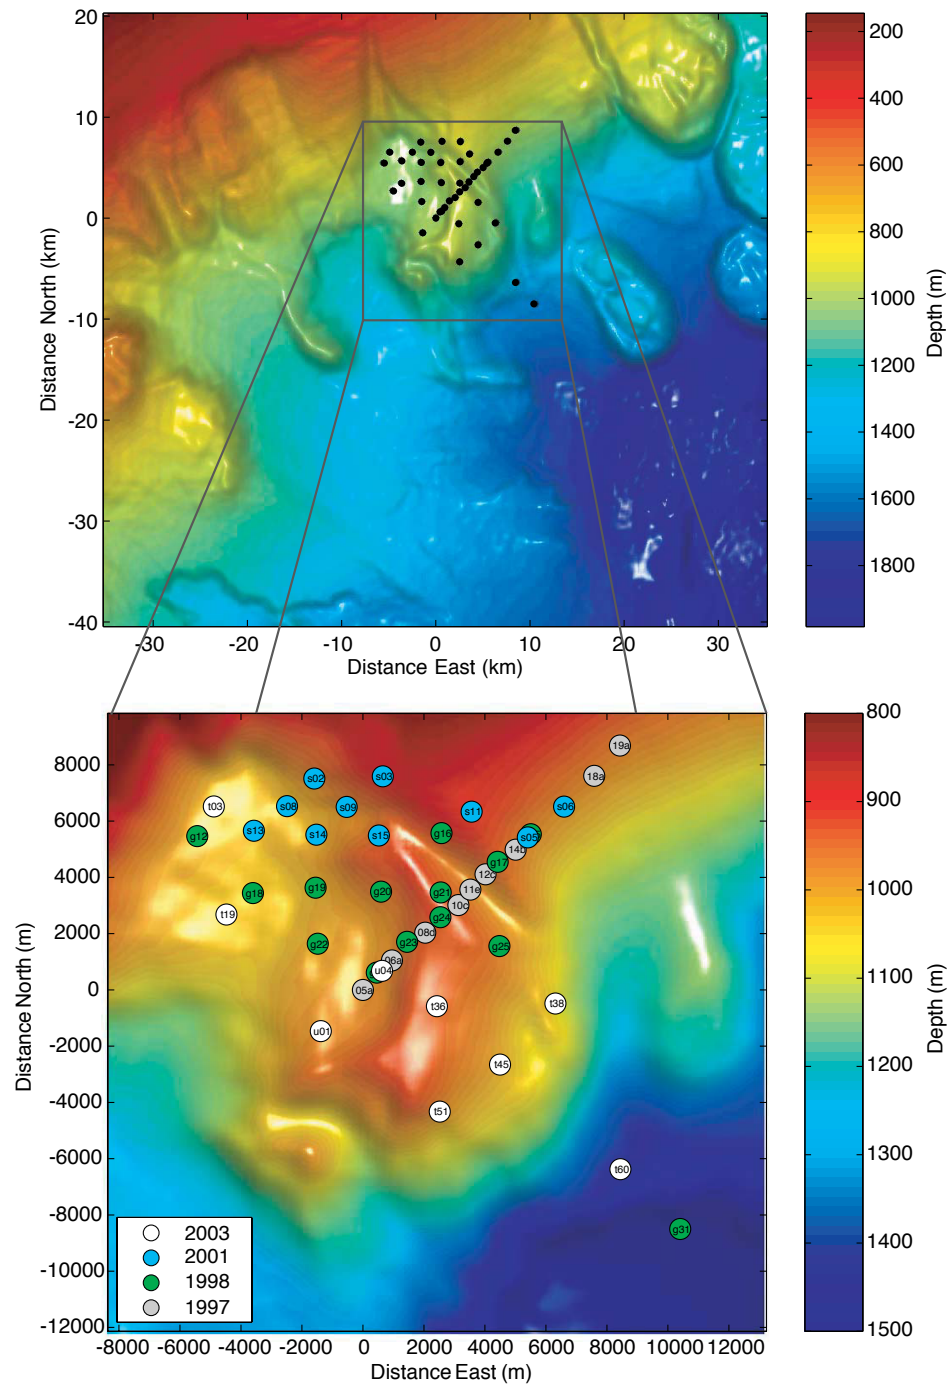 20
10
0
-10
-20
-30
-40
Distance North (km)
-30 -20 -10 0 10 20 30
Distance East (km)
200
400
600
800
1000
1200
1400
1600
1800
Depth (m)
8000
6000
4000
2000
0
-2000
-4000
-6000
-8000
-10000
-12000
Distance North (m)
19a
18a
s03
s02
t03 s08 s09 s11 s06
g12 s13 s14 s15 g16 s05
14b
g17
12c
g18 g19 g20 g21 11e
10c
t19 g24
08d
g22 g23 g25
06a
u04
05a
t36 t38
u01
t45
t51
t60
g31
2003
2001
1998
1997
-8000 -6000 -4000 -2000 0 2000 4000 6000 8000 10000 12000
Distance East (m)
800
900
1000
1100
1200
1300
1400
1500
Depth (m)